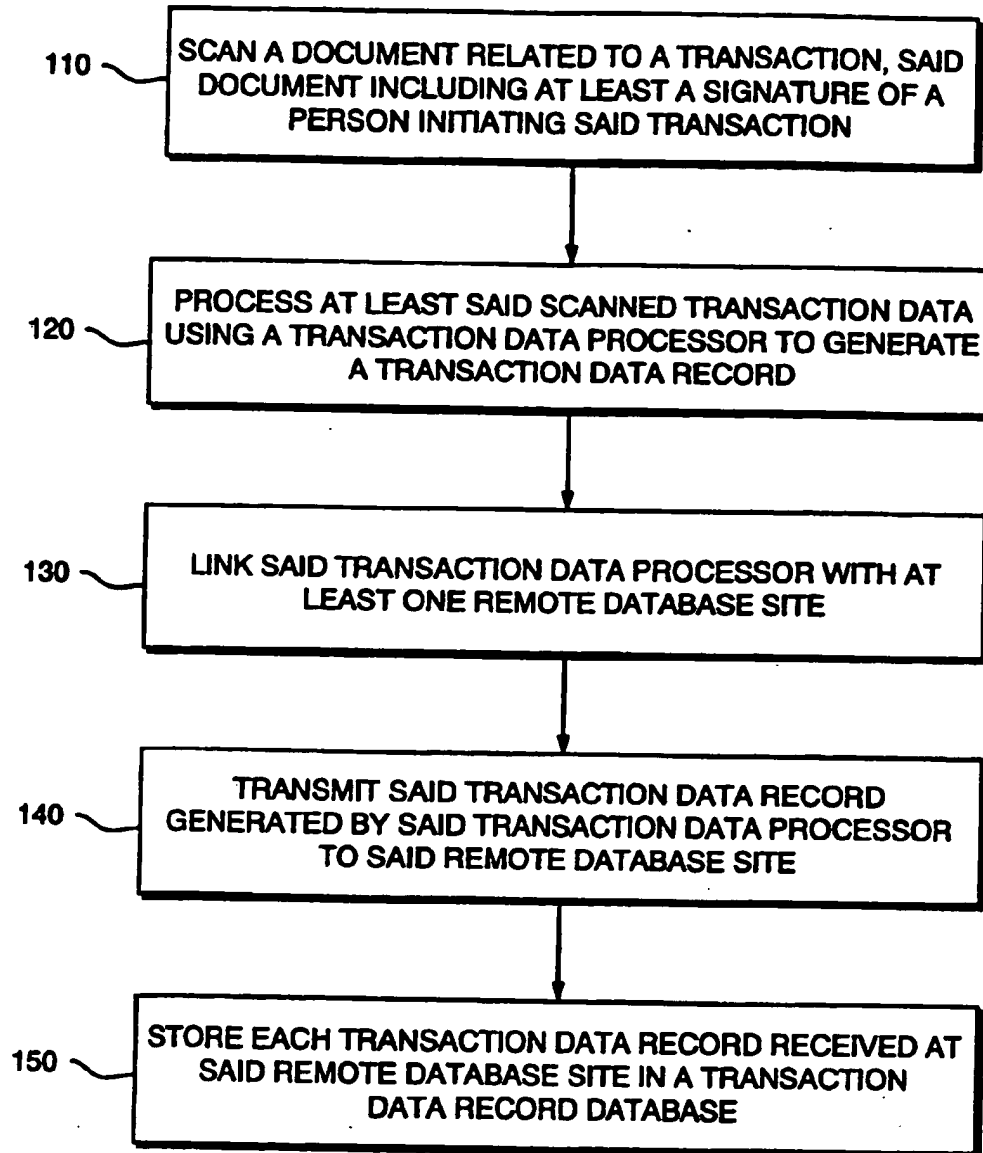 110
SCAN A DOCUMENT RELATED TO A TRANSACTION, SAID
DOCUMENT INCLUDING AT LEAST A SIGNATURE OF A
PERSON INITIATING SAID TRANSACTION
120
PROCESS AT LEAST SAID SCANNED TRANSACTION DATA
USING A TRANSACTION DATA PROCESSOR TO GENERATE
A TRANSACTION DATA RECORD
130
LINK SAID TRANSACTION DATA PROCESSOR WITH AT
LEAST ONE REMOTE DATABASE SITE
140
TRANSMIT SAID TRANSACTION DATA RECORD
GENERATED BY SAID TRANSACTION DATA PROCESSOR
TO SAID REMOTE DATABASE SITE
150
STORE EACH TRANSACTION DATA RECORD RECEIVED AT
SAID REMOTE DATABASE SITE IN A TRANSACTION
DATA RECORD DATABASE